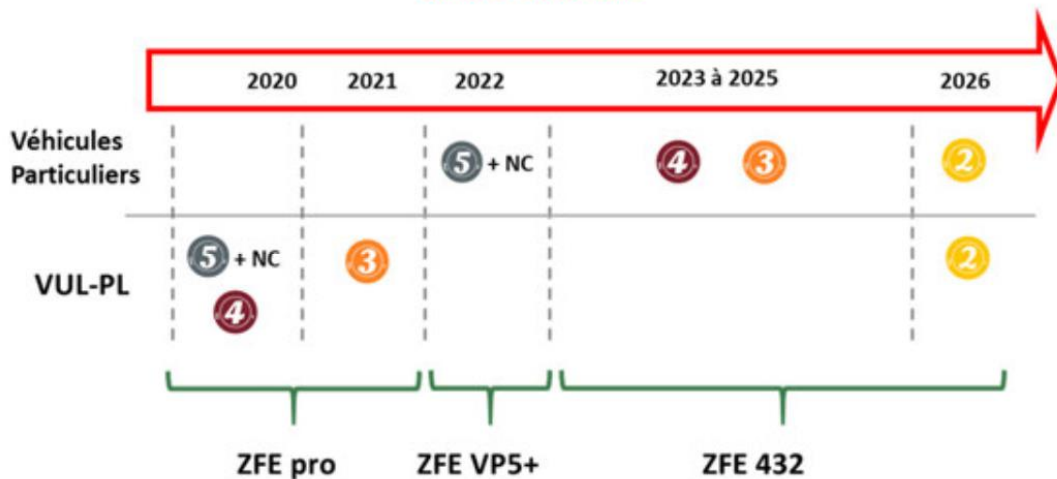 2020 2021 2022 2023 à 2025 2026
Véhicules
Particuliers
5 + NC 4 3 2
VUL-PL
5 + NC 3 2
4
ZFE pro ZFE VP5+ ZFE 432